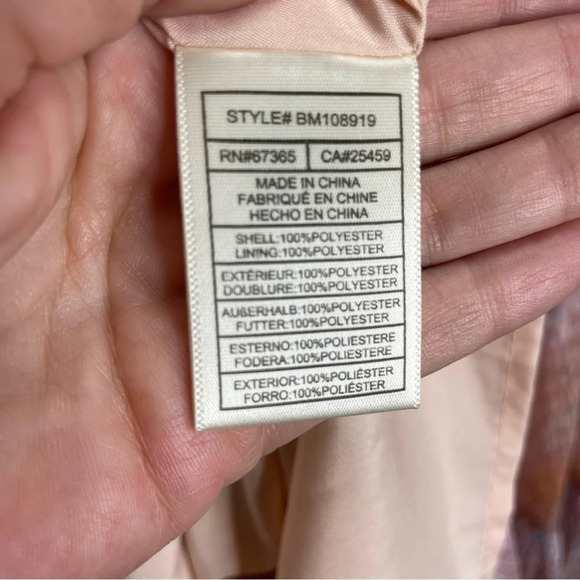 STYLE# BM108919
RN#67365 CA#25459
MADE IN CHINA
FABRIQUÉ EN CHINE
HECHO EN CHINA
SHELL:100%POLYESTER
LINING:100%POLYESTER
EXTÉRIEUR:100%POLYESTER
DOUBLURE:100%POLYESTER
AUßERHALB:100%POLYESTER
FUTTER:100%POLYESTER
ESTERNO:100%POLIESTERE
FODERA:100%POLIESTERE
EXTERIOR:100%POLIÉSTER
FORRO:100%POLIÉSTER